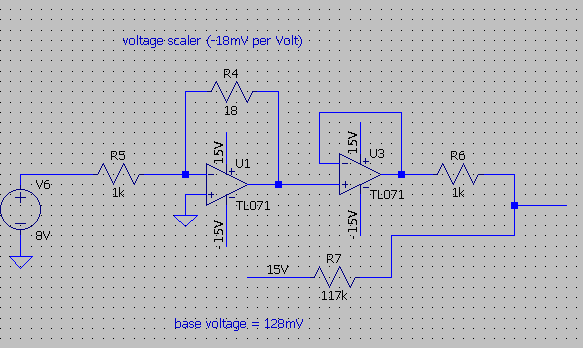 voltage scaler (-18mV per Volt)
R4
18
15V
15V
R5
U1
U3
R6
1k
TL071
TL071
1k
V6
8V
-15V
-15V
R7
15V
117k
base voltage = 128mV